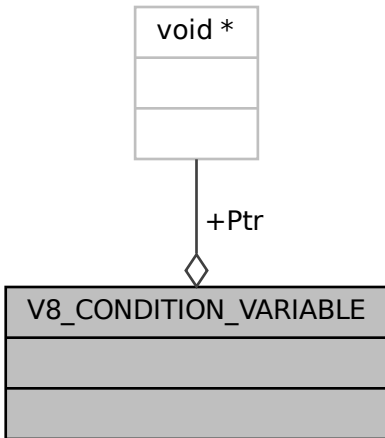 void *
+Ptr
V8_CONDITION_VARIABLE